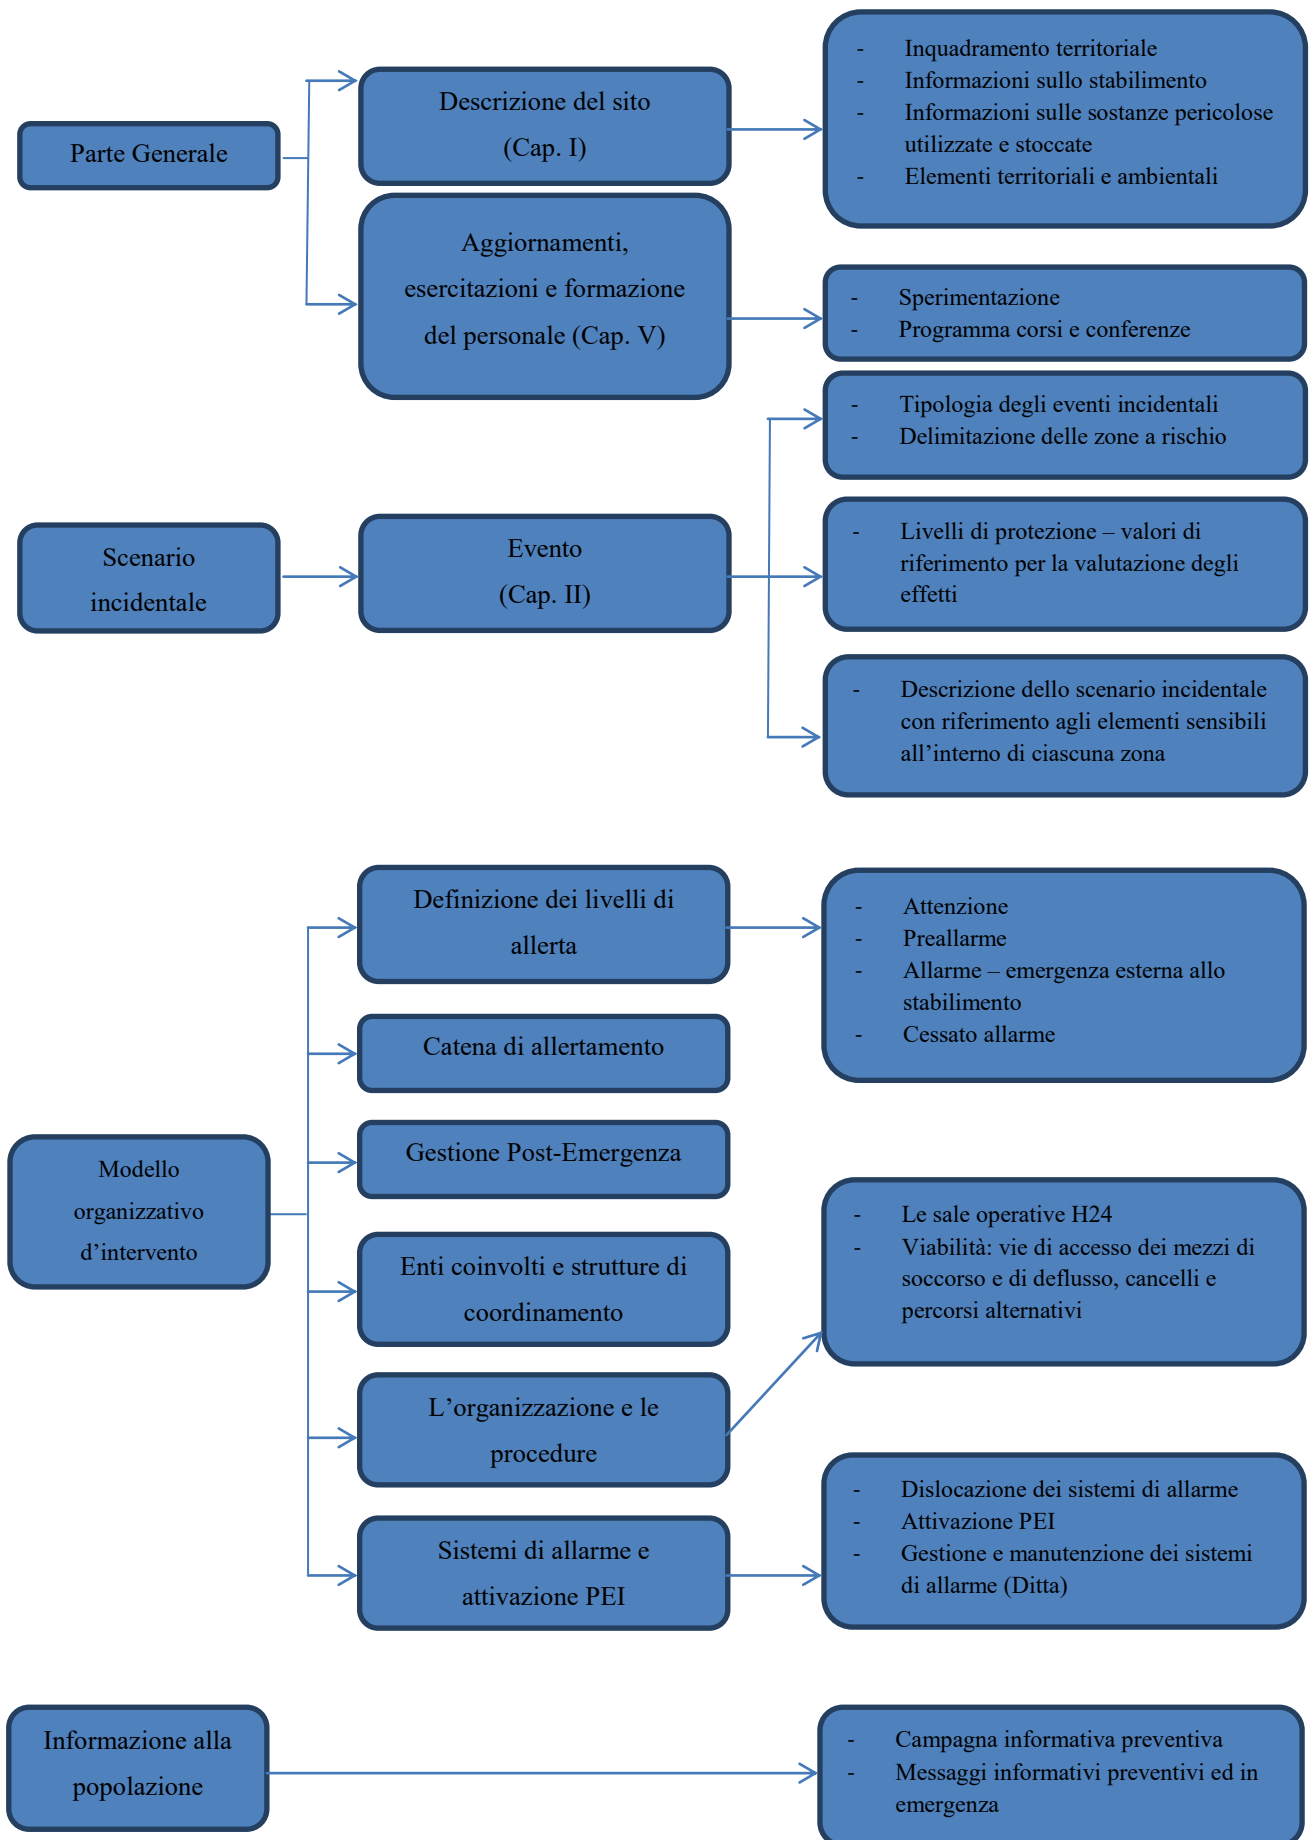 Parte Generale
Descrizione del sito
(Cap. I)
- Inquadramento territoriale
- Informazioni sullo stabilimento
- Informazioni sulle sostanze pericolose
utilizzate e stoccate
- Elementi territoriali e ambientali
Aggiornamenti,
esercitazioni e formazione
del personale (Cap. V)
- Sperimentazione
- Programma corsi e conferenze
Scenario
incidentale
Evento
(Cap. II)
- Tipologia degli eventi incidentali
- Delimitazione delle zone a rischio
- Livelli di protezione – valori di
riferimento per la valutazione degli
effetti
- Descrizione dello scenario incidentale
con riferimento agli elementi sensibili
all’interno di ciascuna zona
Modello
organizzativo
d’intervento
Definizione dei livelli di
allerta
- Attenzione
- Preallarme
- Allarme – emergenza esterna allo
stabilimento
- Cessato allarme
Catena di allertamento
Gestione Post-Emergenza
Enti coinvolti e strutture di
coordinamento
L’organizzazione e le
procedure
- Le sale operative H24
- Viabilità: vie di accesso dei mezzi di
soccorso e di deflusso, cancelli e
percorsi alternativi
Sistemi di allarme e
attivazione PEI
- Dislocazione dei sistemi di allarme
- Attivazione PEI
- Gestione e manutenzione dei sistemi
di allarme (Ditta)
Informazione alla
popolazione
- Campagna informativa preventiva
- Messaggi informativi preventivi ed in
emergenza